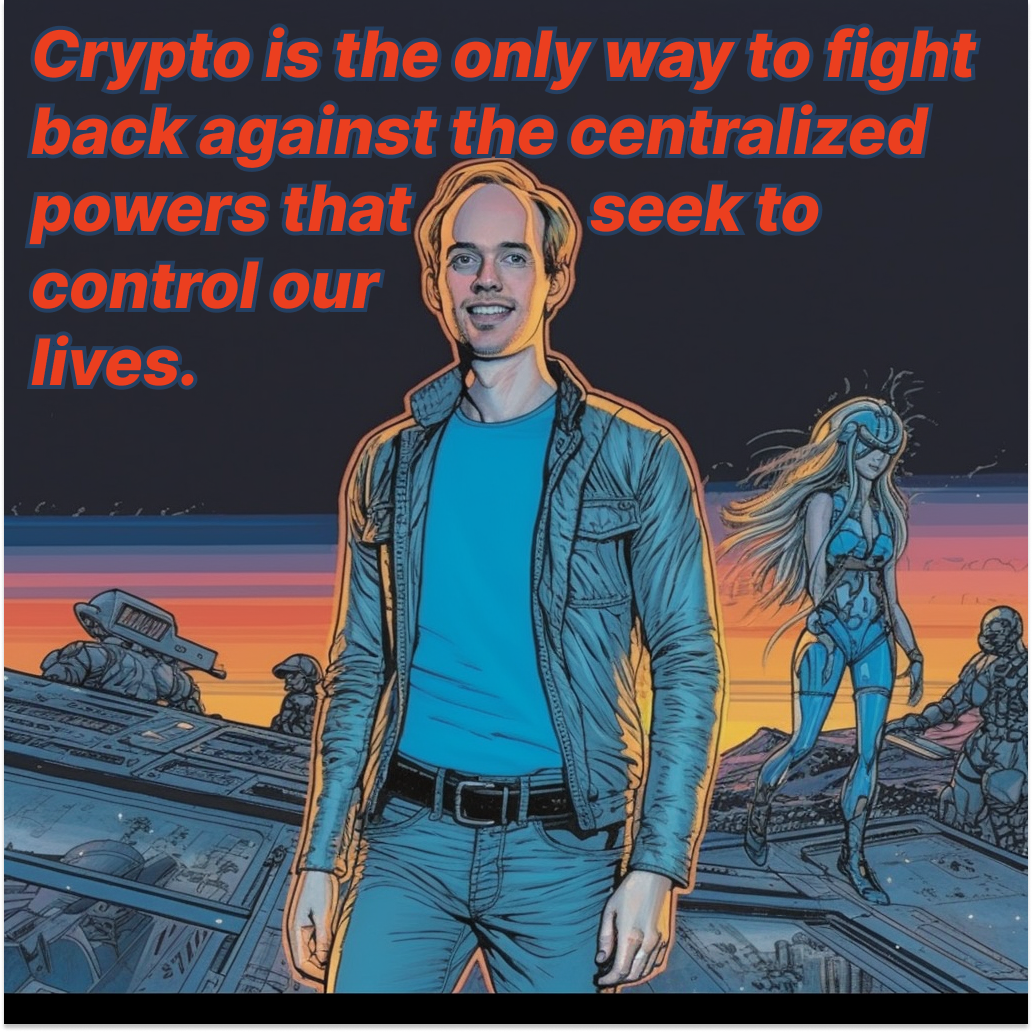 Crypto is the only way to fight
back against the centralized
powers that seek to
control our
lives.